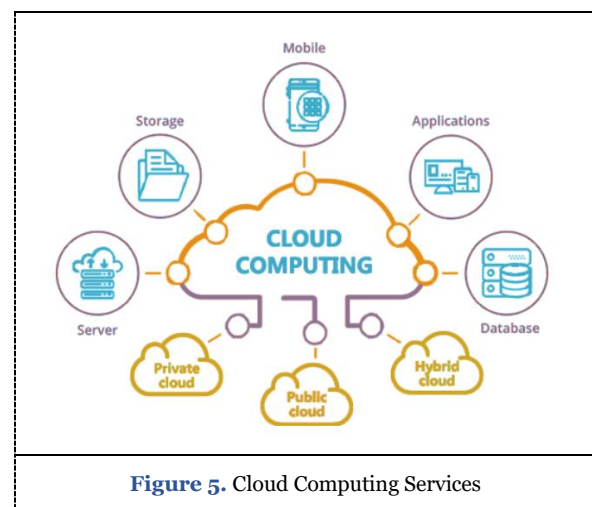 Mobile
Storage
Applications
CLOUD
COMPUTING
Server
Database
Private
cloud
Public
cloud
Hybrid
cloud
Figure 5. Cloud Computing Services